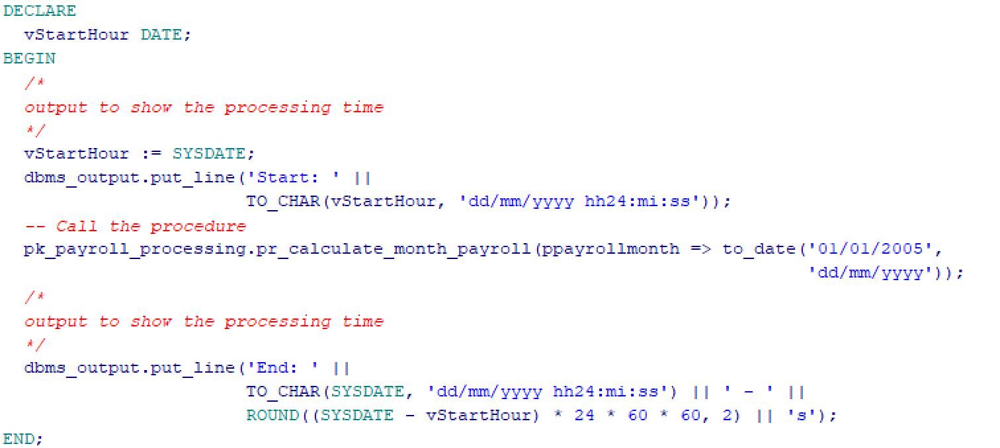 DECLARE
vStartHour DATE;
BEGIN
/*
output to show the processing time
*/
vStartHour := SYSDATE;
dbms_output.put_line('Start: ' ||
TO_CHAR(vStartHour, 'dd/mm/yyyy hh24:mi:ss'));
-- Call the procedure
pk_payroll_processing.pr_calculate_month_payroll(ppayrollmonth => to_date('01/01/2005',
'dd/mm/yyyy'));
/*
output to show the processing time
*/
dbms_output.put_line('End: ' ||
TO_CHAR(SYSDATE, 'dd/mm/yyyy hh24:mi:ss') || ' - ' ||
ROUND((SYSDATE - vStartHour) * 24 * 60 * 60, 2) || 's');
END;